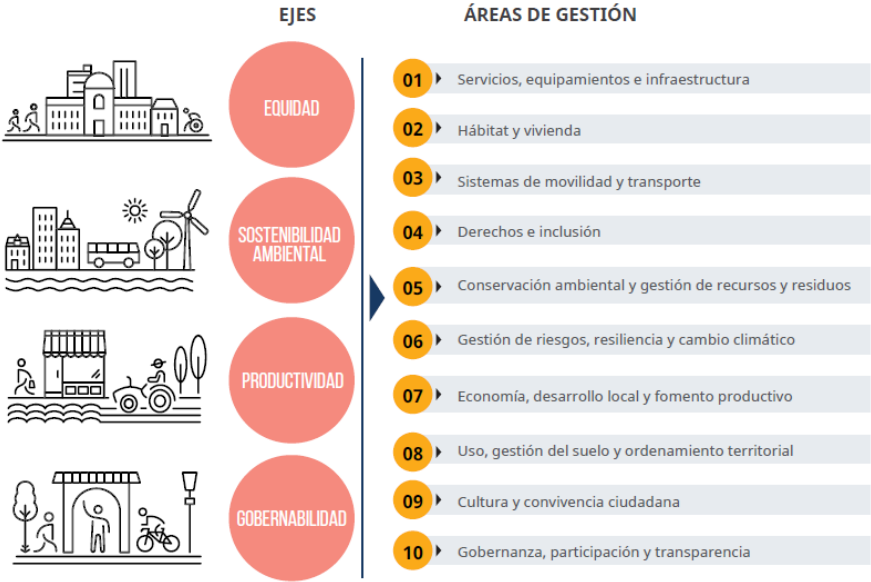 EJES
ÁREAS DE GESTIÓN
EQUIDAD
SOSTENIBILIDAD
AMBIENTAL
PRODUCTIVIDAD
GOBERNABILIDAD
01 Servicios, equipamientos e infraestructura
02 Hábitat y vivienda
03 Sistemas de movilidad y transporte
04 Derechos e inclusión
05 Conservación ambiental y gestión de recursos y residuos
06 Gestión de riesgos, resiliencia y cambio climático
07 Economía, desarrollo local y fomento productivo
08 Uso, gestión del suelo y ordenamiento territorial
09 Cultura y convivencia ciudadana
10 Gobernanza, participación y transparencia